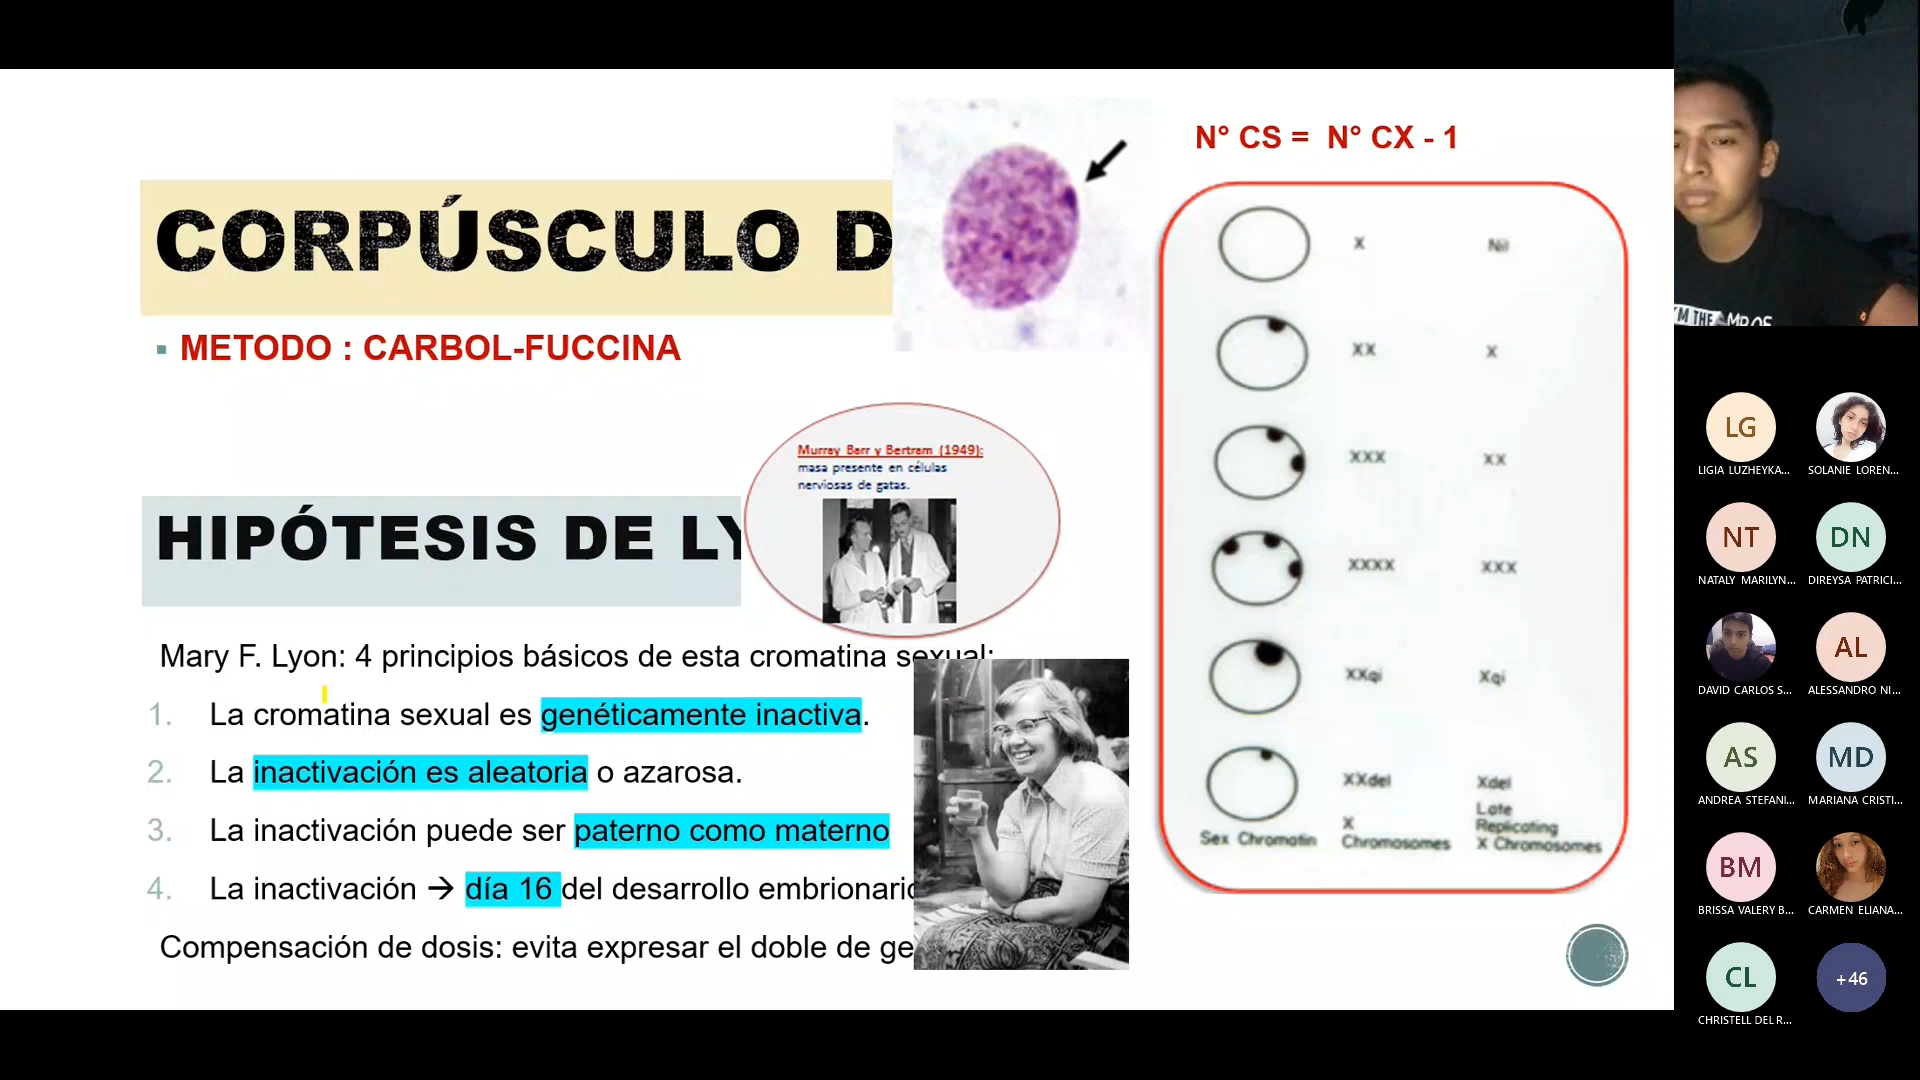 CORPÚSCULO D
METODO : CARBOL-FUCCINA
Murray Barr y Bertram (1949):
masa presente en células
nerviosas de gatas.
HIPÓTESIS DE LY
Mary F. Lyon: 4 principios básicos de esta cromatina sexual:
1. La cromatina sexual es genéticamente inactiva.
2. La inactivación es aleatoria o azarosa.
3. La inactivación puede ser paterno como materno
4. La inactivación → día 16 del desarrollo embrionario
Compensación de dosis: evita expresar el doble de ge
N° CS = N° CX - 1
X Nil
XX X
XXX XX
XXXX XXX
XXqi Xqi
XXdel Xdel
Sex Chromatin
X
Chromosomes
Late
Replicating
X Chromosomes
I'M THE
LG
LIGIA LUZHEYKA...
SOLANIE LOREN...
NT
NATALY MARILYN...
DN
DIREYSA PATRICI...
DAVID CARLOS S...
AL
ALESSANDRO NI...
AS
ANDREA STEFANI...
MD
MARIANA CRISTI...
BM
BRISSA VALERY B...
CARMEN ELIANA...
CL
CHRISTELL DEL R...
+46